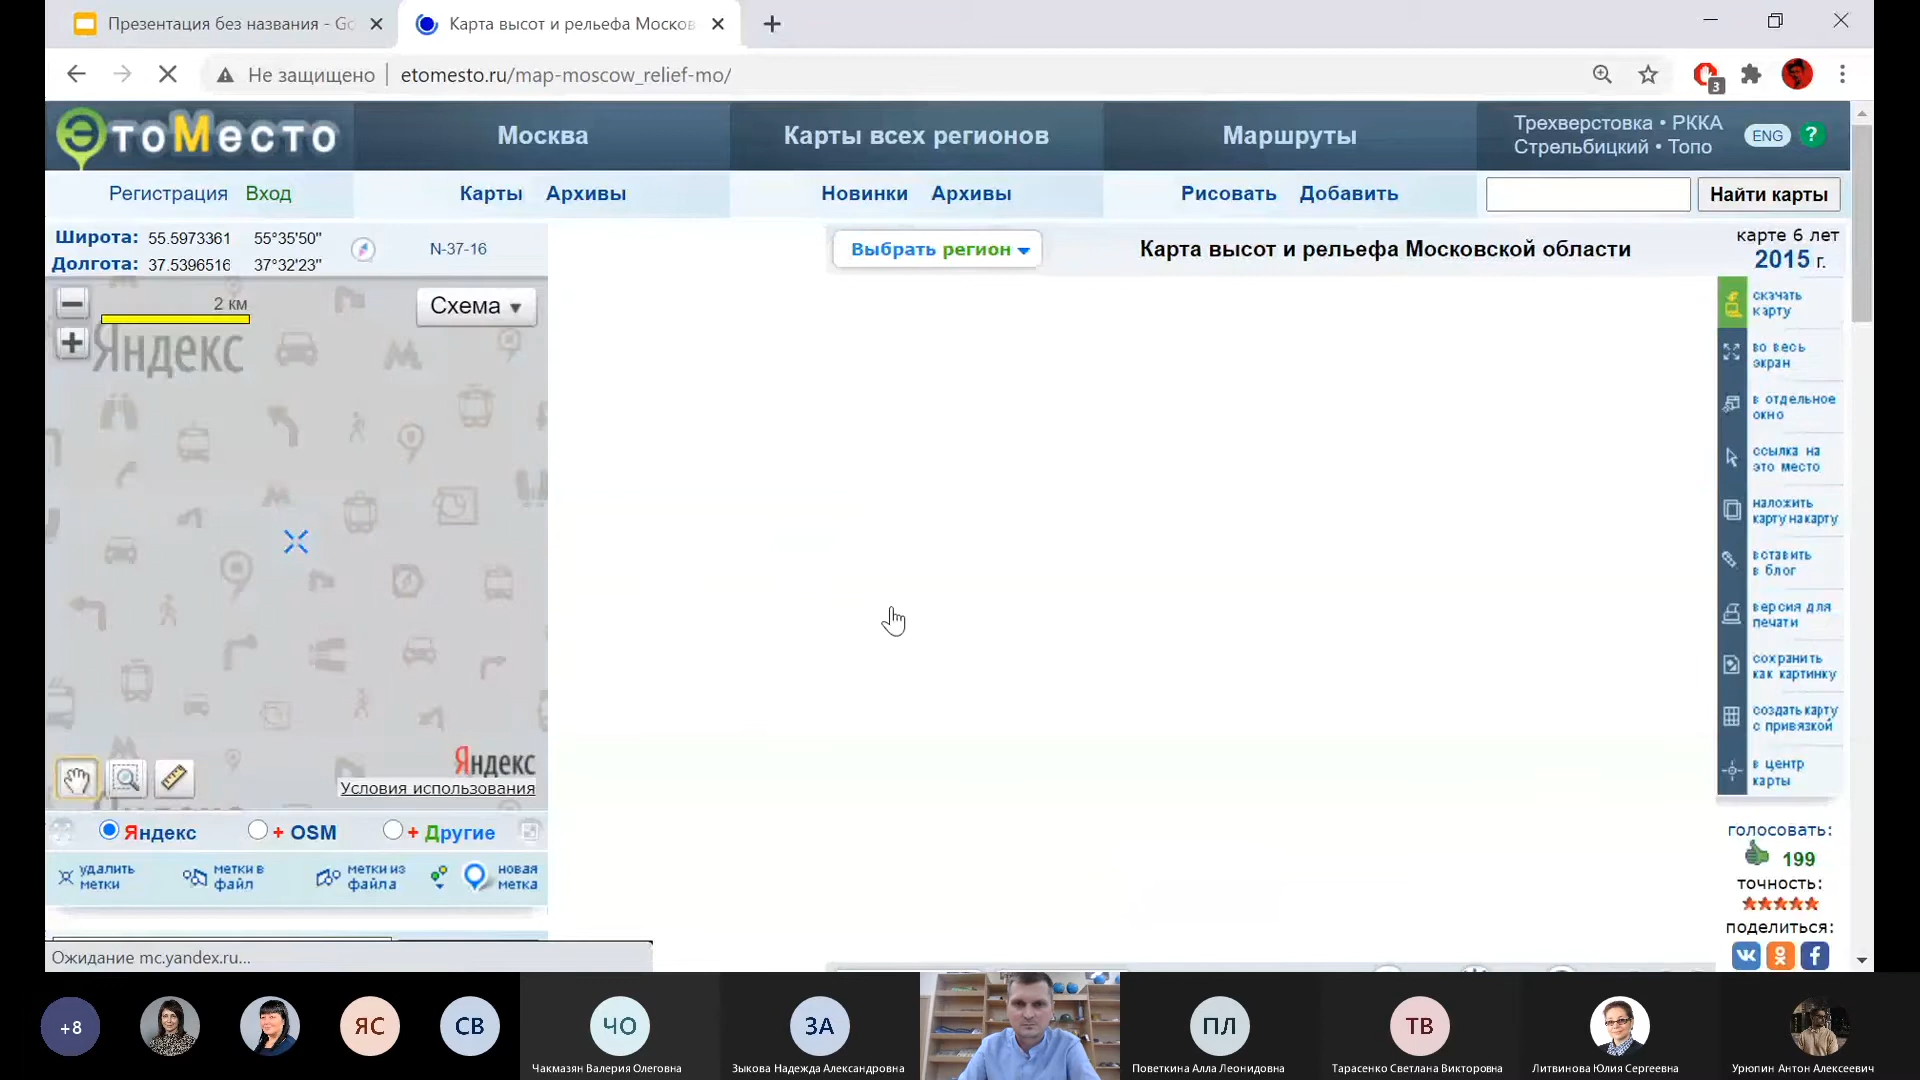 Презентация без названия - Go
Карта высот и рельефа Москов
Не защищено
etomesto.ru/map-moscow_relief-mo/
3
этоМесто
Москва
Карты всех регионов
Маршруты
Трехверстовка • РККА
Стрельбицкий • Топо
ENG
?
Регистрация Вход
Карты Архивы
Новинки Архивы
Рисовать Добавить
Найти карты
Широта: 55.5973361 55°35'50"
Долгота: 37.5396516 37°32'23"
N-37-16
Выбрать регион
Карта высот и рельефа Московской области
карте 6 лет
2015 г.
2 км
Схема
Яндекс
Яндекс
Условия использования
скачать
карту
во весь
экран
в отдельное
окно
ссылка на
это место
наложить
карту на карту
вставить
в блог
версия для
печати
сохранить
как картинку
создать карту
с привязкой
в центр
карты
Яндекс
+ OSM
+ Другие
удалить
метки
метки в
файл
метки из
файла
новая
метка
голосовать:
199
точность:
поделиться:
Ожидание mc.yandex.ru...
+8
ЯС
СВ
ЧО
Чакмазян Валерия Олеговна
ЗА
Зыкова Надежда Александровна
ПЛ
Поветкина Алла Леонидовна
ТВ
Тарасенко Светлана Викторовна
Литвинова Юлия Сергеевна
Урюпин Антон Алексеевич